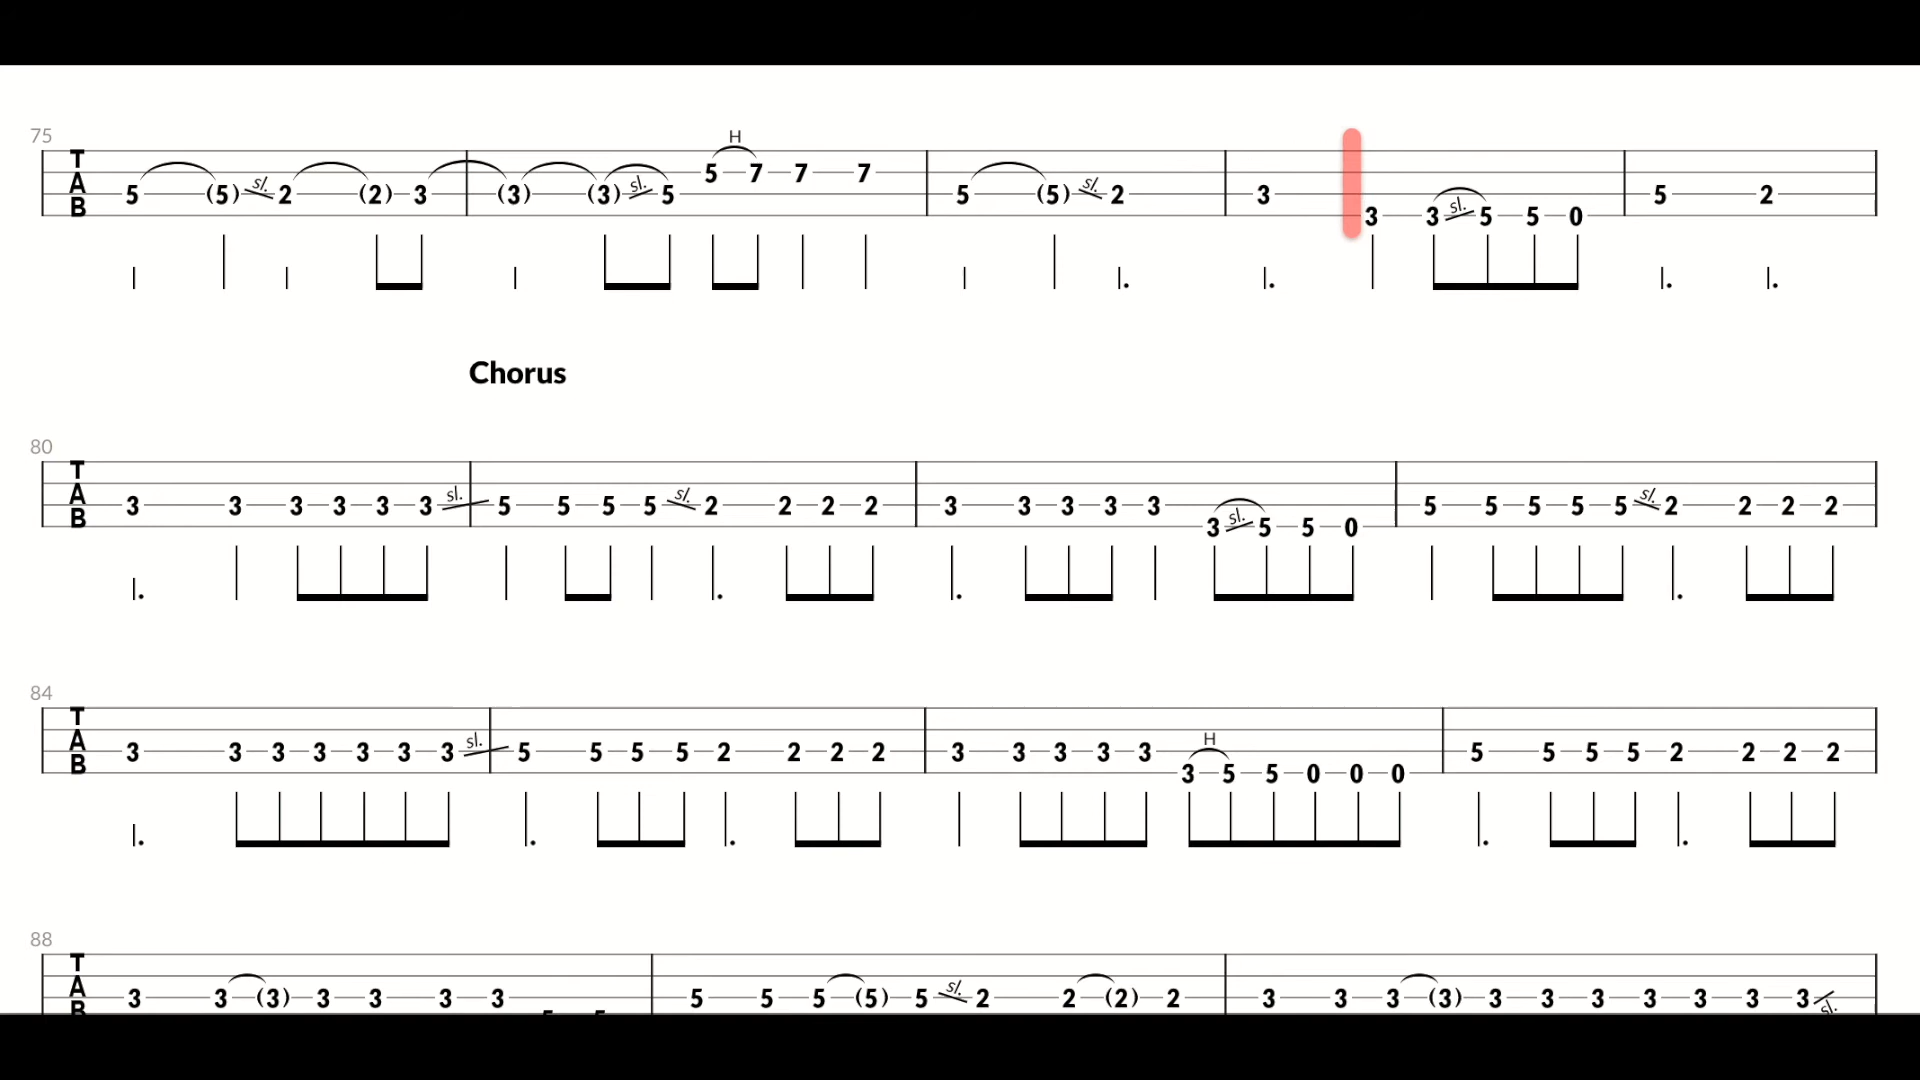 75
H
T
A 5 (5) sl. 2 (2) 3 (3) (3) sl. 5 5 7 7 7 5 (5) sl. 2 3 5 2
B 3 3 sl. 5 5 0
Chorus
80
T
A 3 3 3 3 3 3 sl. 5 5 5 5 sl. 2 2 2 2 3 3 3 3 3 5 5 5 5 5 sl. 2 2 2 2
B 3 sl. 5 5 0
84
T
A 3 3 3 3 3 3 3 sl. 5 5 5 5 2 2 2 2 3 3 3 3 3 H 5 5 5 5 2 2 2 2
B 3 5 5 0 0 0
88
T
A 3 3 (3) 3 3 3 3 5 5 5 (5) 5 sl. 2 2 (2) 2 3 3 3 (3) 3 3 3 3 3 3 3 sl.
B